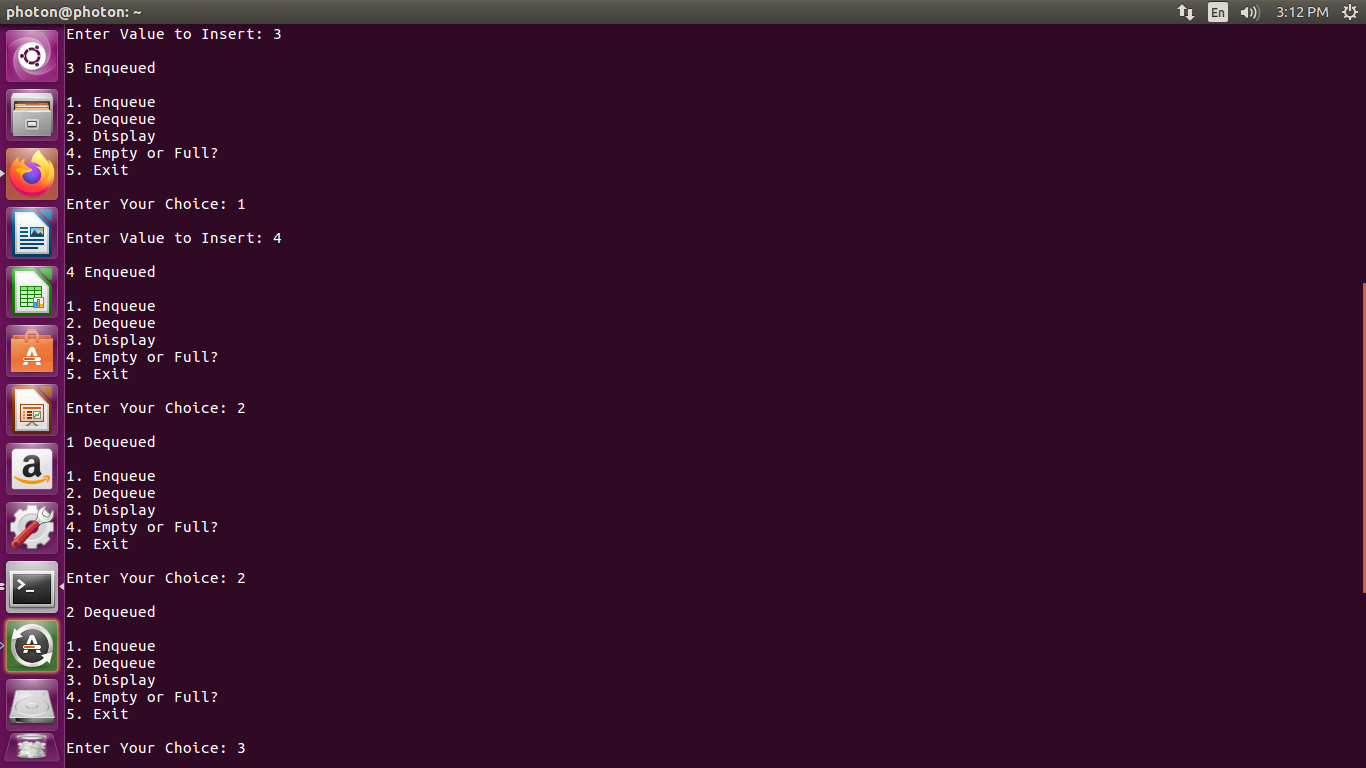 photon@photon: ~
En
3:12 PM
Enter Value to Insert: 3
3 Enqueued
1. Enqueue
2. Dequeue
3. Display
4. Empty or Full?
5. Exit
Enter Your Choice: 1
Enter Value to Insert: 4
4 Enqueued
1. Enqueue
2. Dequeue
3. Display
4. Empty or Full?
5. Exit
Enter Your Choice: 2
1 Dequeued
1. Enqueue
2. Dequeue
3. Display
4. Empty or Full?
5. Exit
Enter Your Choice: 2
2 Dequeued
1. Enqueue
2. Dequeue
3. Display
4. Empty or Full?
5. Exit
Enter Your Choice: 3